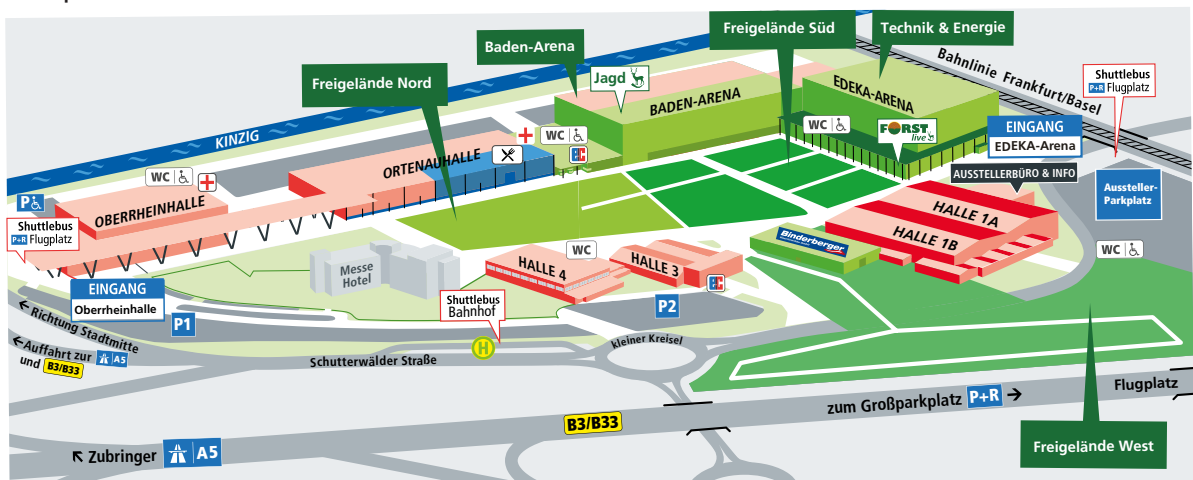 Freigelände Süd
Technik & Energie
Baden-Arena
Freigelände Nord
Jagd
BADEN-ARENA
EDEKA-ARENA
Bahnlinie Frankfurt/Basel
Shuttlebus
P+R Flugplatz
KINZIG
WC
FORST
live
WC
EINGANG
EDEKA-Arena
ORTENAUHALLE
EC
AUSSTELLERBÜRO & INFO
WC
P
OBERRHEINHALLE
Aussteller-
Parkplatz
HALLE 1A
HALLE 1B
Shuttlebus
P+R Flugplatz
Binderberger
WC
WC
HALLE 4
HALLE 3
EC
Messe
Hotel
EINGANG
Oberrheinhalle
Shuttlebus
Bahnhof
P1
P2
Richtung Stadtmitte
Auffahrt zur A5
und B3/B33
H
kleiner Kreisel
Schutterwälder Straße
Flugplatz
zum Großparkplatz P+R
B3/B33
Freigelände West
Zubringer A5